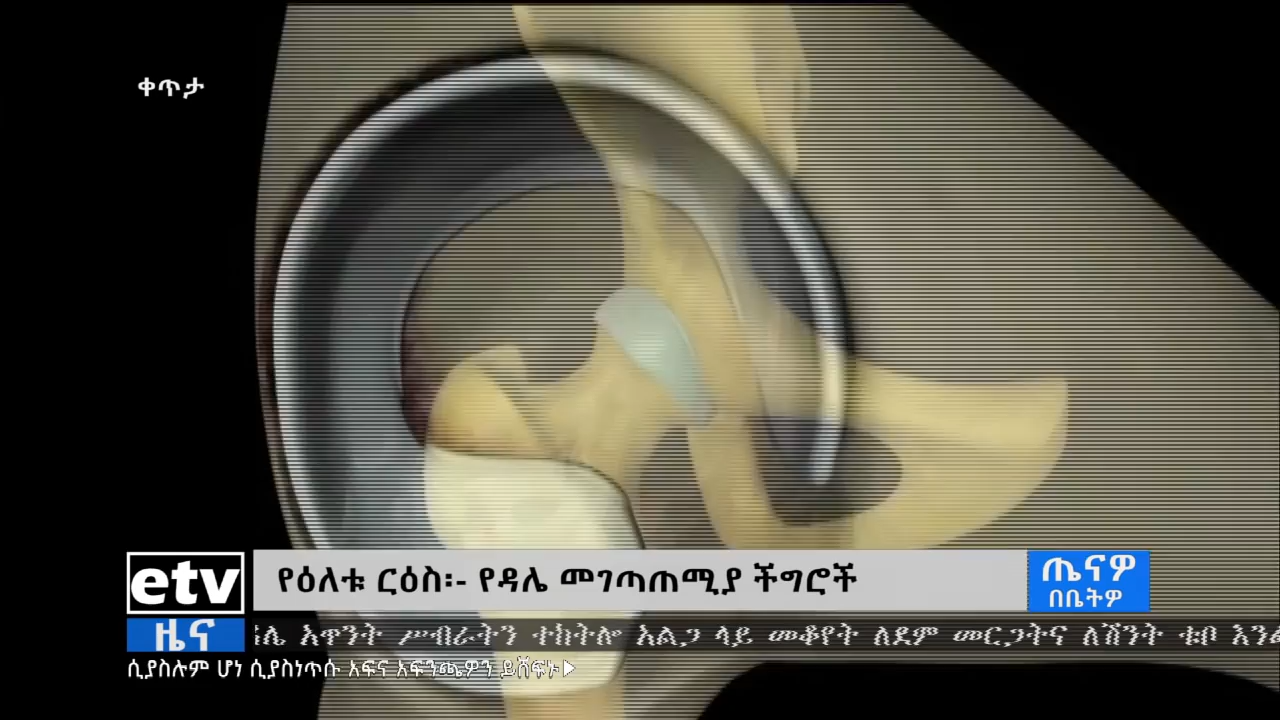 ቀጥታ
etv
የዕለቱ ርዕስ፡- የዳሌ መገጣጠሚያ ችግሮች
ጤናዎ
በቤትዎ
ዜና
አጥንት ሥብራትን ተከትሎ አልጋ ላይ መቆየት ለደም መርጋትና ለሽንት ቱቦ
ሲያስሉም ሆነ ሲያስነጥሱ አፍና አፍንጫዎን ይሸፍኑ